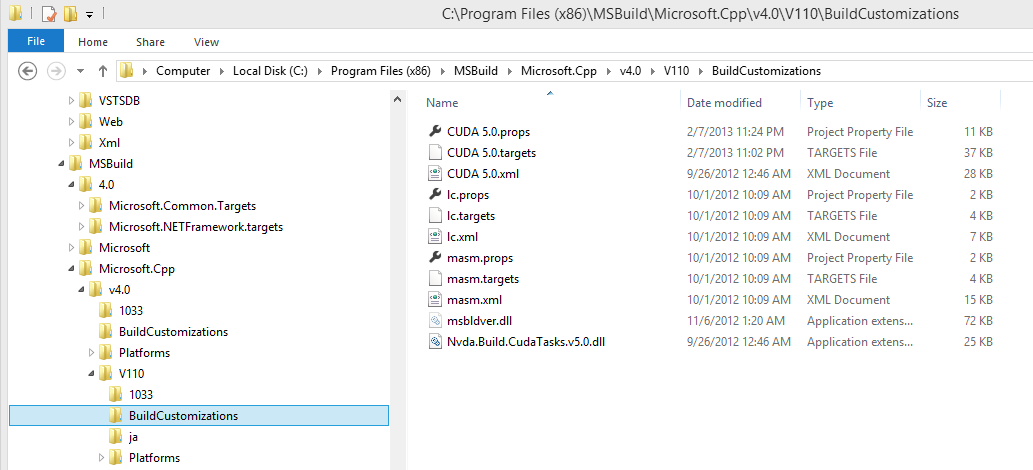 C:\Program Files (x86)\MSBuild\Microsoft.Cpp\v4.0\V110\BuildCustomizations
File Home Share View
Computer Local Disk (C:) Program Files (x86) MSBuild Microsoft.Cpp v4.0 V110 BuildCustomizations
VSTSDB
Web
Xml
MSBuild
4.0
Microsoft.Common.Targets
Microsoft.NETFramework.targets
Microsoft
Microsoft.Cpp
v4.0
1033
BuildCustomizations
Platforms
V110
1033
BuildCustomizations
ja
Platforms
Name Date modified Type Size
CUDA 5.0.props 2/7/2013 11:24 PM Project Property File 11 KB
CUDA 5.0.targets 2/7/2013 11:02 PM TARGETS File 37 KB
CUDA 5.0.xml 9/26/2012 12:46 AM XML Document 28 KB
lc.props 10/1/2012 10:09 AM Project Property File 2 KB
lc.targets 10/1/2012 10:09 AM TARGETS File 4 KB
lc.xml 10/1/2012 10:09 AM XML Document 7 KB
masm.props 10/1/2012 10:09 AM Project Property File 2 KB
masm.targets 10/1/2012 10:09 AM TARGETS File 4 KB
masm.xml 10/1/2012 10:09 AM XML Document 15 KB
msbldver.dll 11/6/2012 1:20 AM Application extens... 72 KB
Nvda.Build.CudaTasks.v5.0.dll 9/26/2012 12:46 AM Application extens... 25 KB